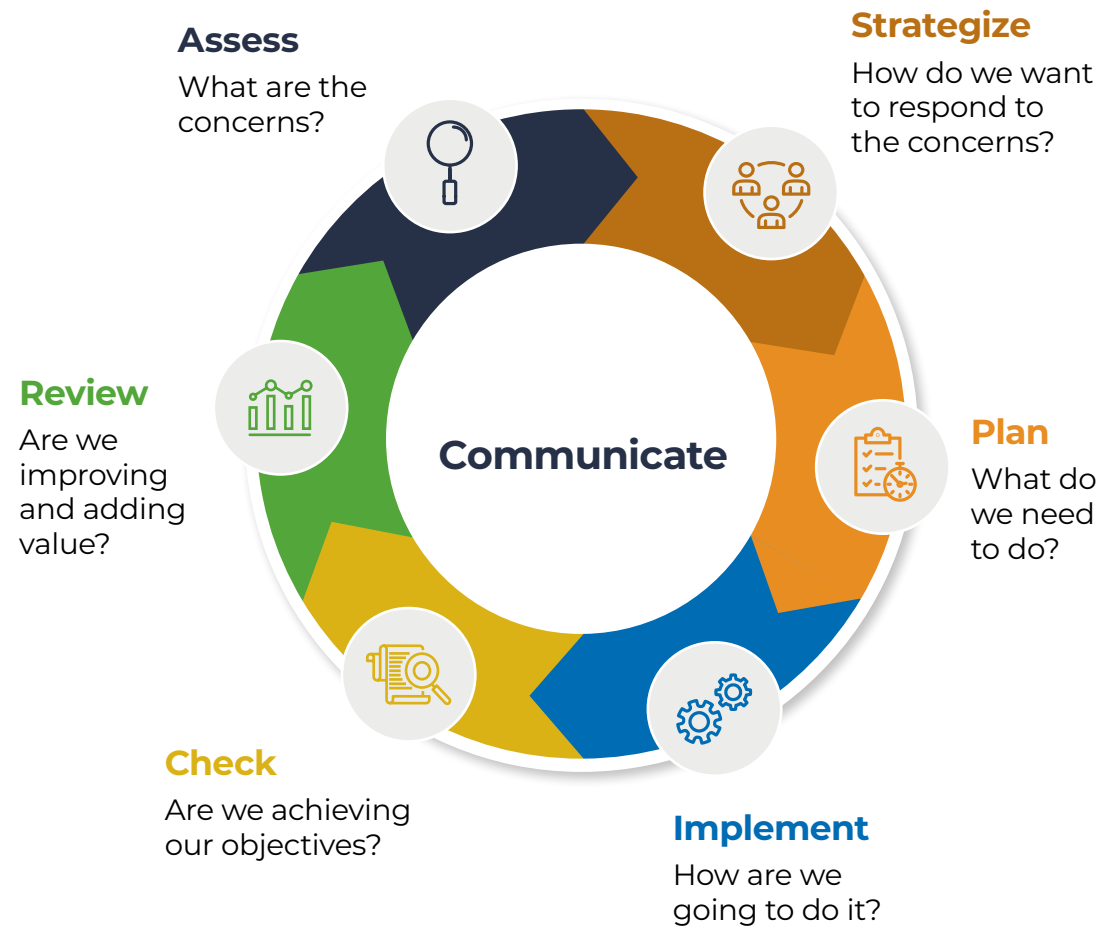 Assess
What are the
concerns?
Strategize
How do we want
to respond to
the concerns?
Plan
What do
we need
to do?
Implement
How are we
going to do it?
Check
Are we achieving
our objectives?
Review
Are we
improving
and adding
value?
Communicate